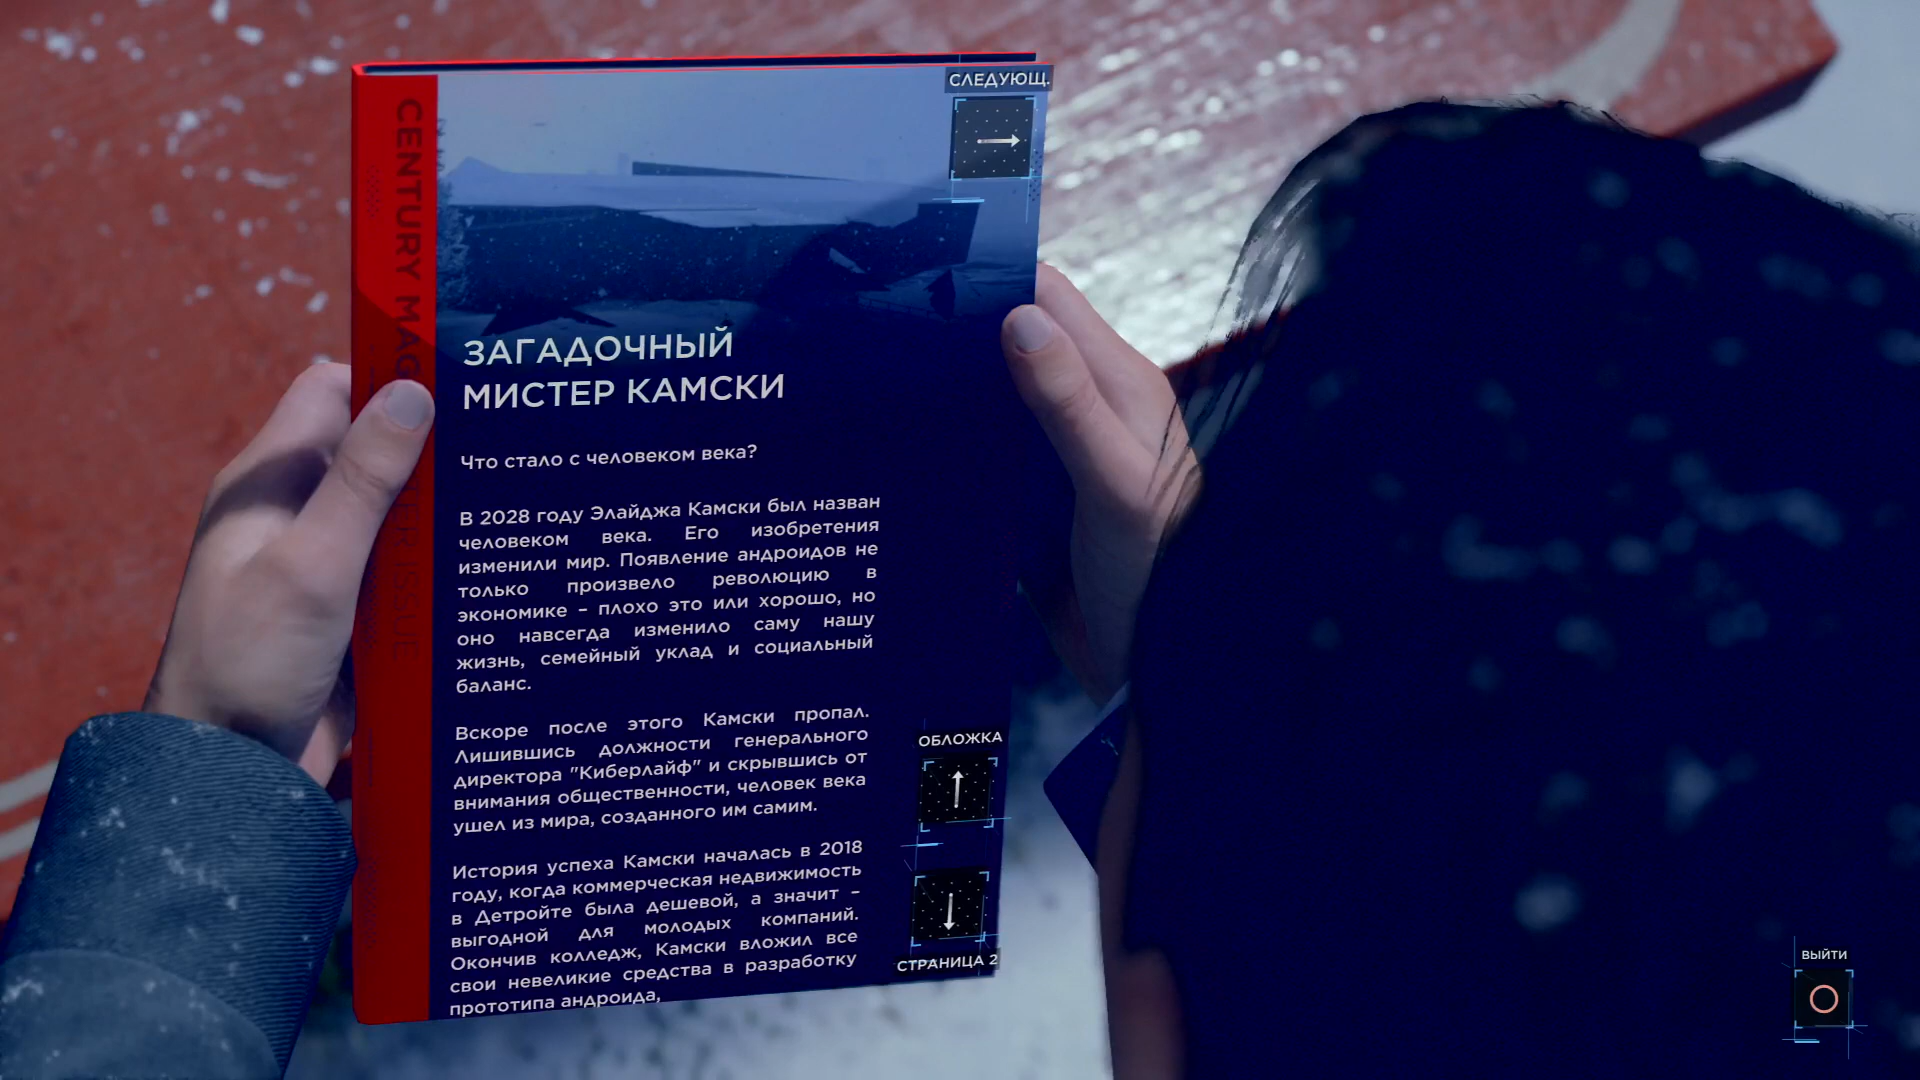 CENTURY MAG
TER ISSUE
СЛЕДУЮЩ.
ЗАГАДОЧНЫЙ
МИСТЕР КАМСКИ
Что стало с человеком века?
В 2028 году Элайджа Камски был назван
человеком века. Его изобретения
изменили мир. Появление андроидов не
только произвело революцию в
экономике – плохо это или хорошо, но
оно навсегда изменило саму нашу
жизнь, семейный уклад и социальный
баланс.
Вскоре после этого Камски пропал.
Лишившись должности генерального
директора "Киберлайф" и скрывшись от
внимания общественности, человек века
ушел из мира, созданного им самим.
История успеха Камски началась в 2018
году, когда коммерческая недвижимость
в Детройте была дешевой, а значит –
выгодной для молодых компаний.
Окончив колледж, Камски вложил все
свои невеликие средства в разработку
прототипа андроида,
ОБЛОЖКА
СТРАНИЦА 2
ВЫЙТИ